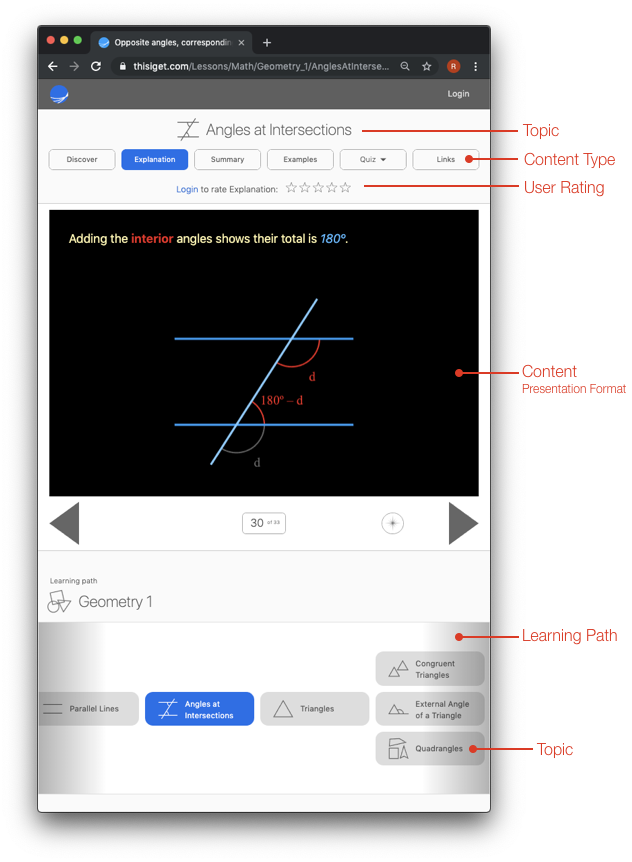 Opposite angles, correspondin
thisiget.com/Lessons/Math/Geometry_1/AnglesAtInterse...
R
Login
Angles at Intersections
Topic
Discover
Explanation
Summary
Examples
Quiz
Links
Content Type
Login to rate Explanation:
User Rating
Adding the interior angles shows their total is 180º.
d
180º – d
d
Content
Presentation Format
30 of 33
Learning path
Geometry 1
Learning Path
Congruent
Triangles
Parallel Lines
Angles at
Intersections
Triangles
External Angle
of a Triangle
Quadrangles
Topic